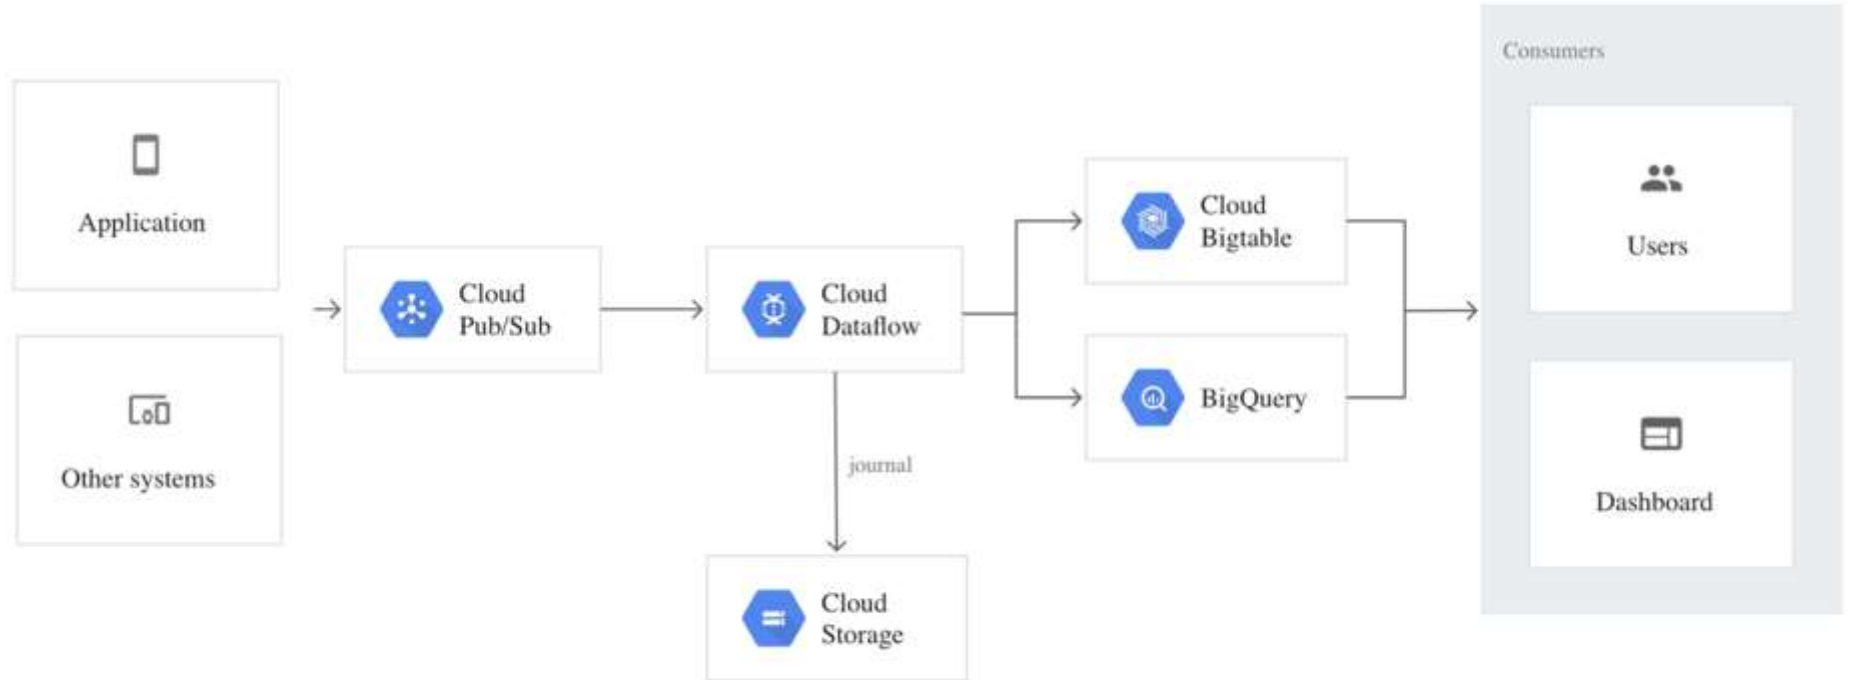 Consumers
Application
Users
Other systems
Cloud
Pub/Sub
Cloud
Dataflow
Cloud
Bigtable
BigQuery
journal
Cloud
Storage
Dashboard